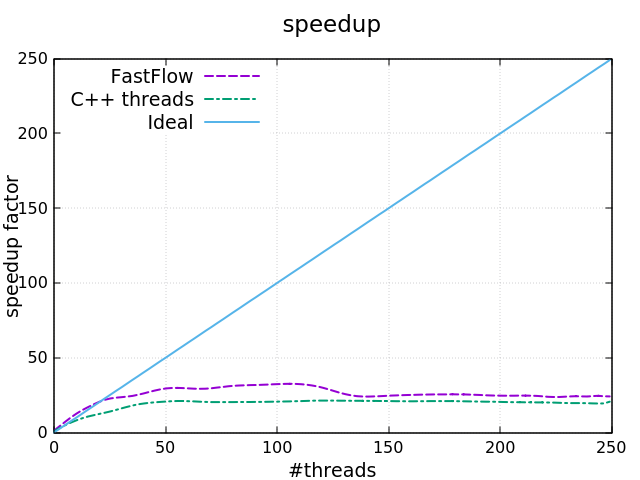 speedup
FastFlow
C++ threads
Ideal
speedup factor
250
200
150
100
50
0
0 50 100 150 200 250
#threads